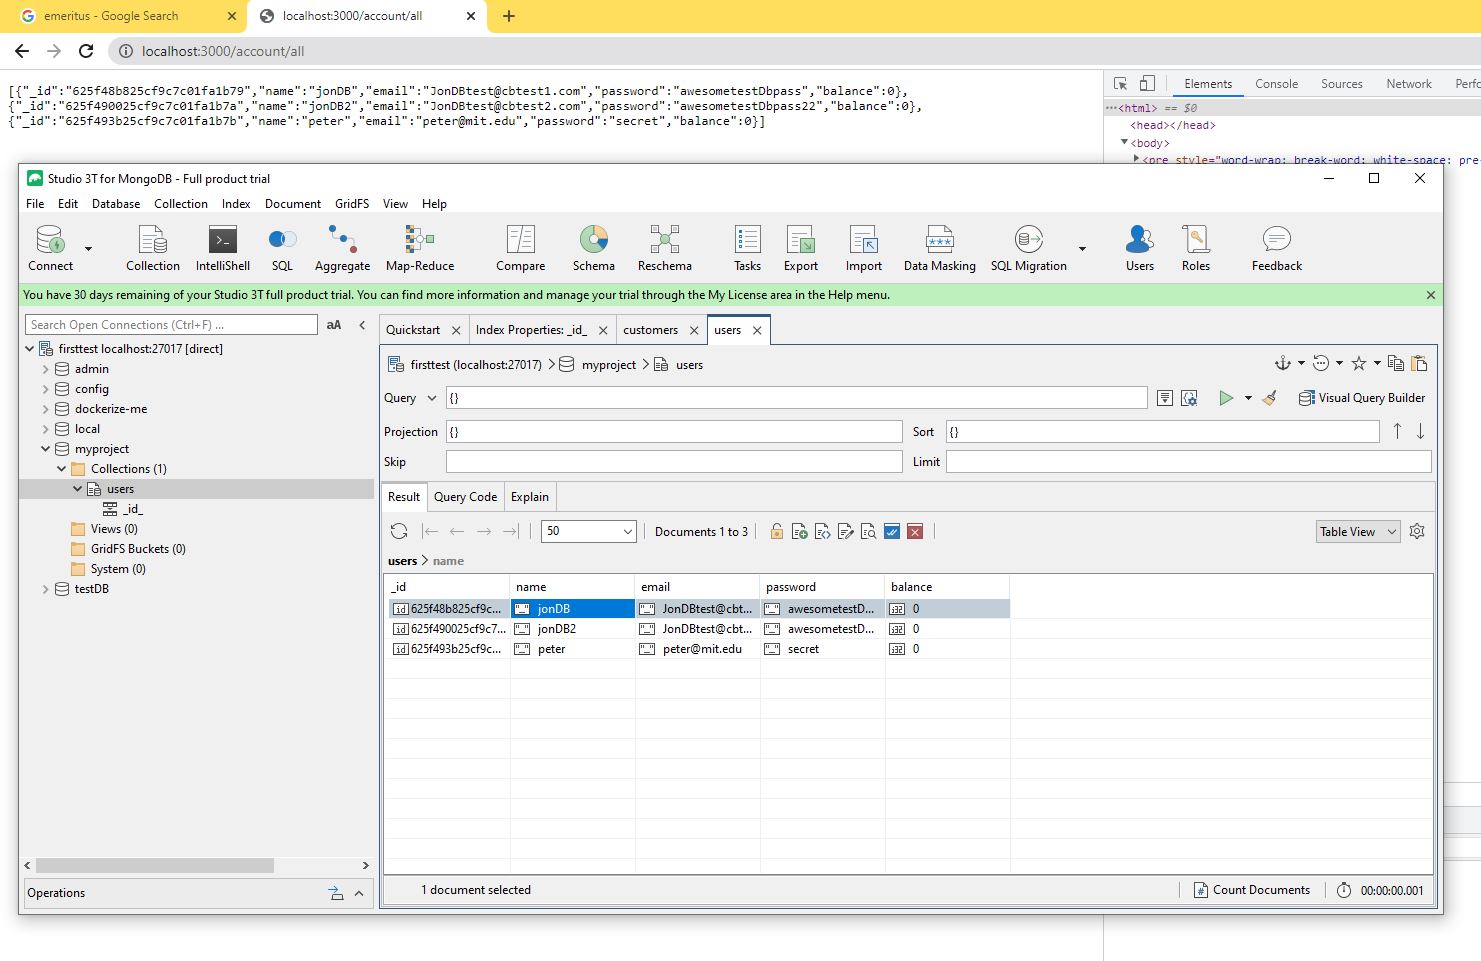 emeritus - Google Search
localhost:3000/account/all
localhost:3000/account/all
[{"_id":"625f48b825cf9c7c01fa1b79","name":"jonDB","email":"JonDBtest@cbtest1.com","password":"awesometestDbpass","balance":0},
{"_id":"625f490025cf9c7c01fa1b7a","name":"jonDB2","email":"JonDBtest@cbtest2.com","password":"awesometestDbpass22","balance":0},
{"_id":"625f493b25cf9c7c01fa1b7b","name":"peter","email":"peter@mit.edu","password":"secret","balance":0}]
Elements Console Sources Network Perfo
···<html> == $0
<head></head>
<body>
<pre style="word-wrap: break-word; white-space: pre-
Studio 3T for MongoDB - Full product trial
File Edit Database Collection Index Document GridFS View Help
Connect Collection IntelliShell SQL Aggregate Map-Reduce Compare Schema Reschema Tasks Export Import Data Masking SQL Migration Users Roles Feedback
You have 30 days remaining of your Studio 3T full product trial. You can find more information and manage your trial through the My License area in the Help menu.
Search Open Connections (Ctrl+F) ... aA
firsttest localhost:27017 [direct]
admin
config
dockerize-me
local
myproject
Collections (1)
users
_id_
Views (0)
GridFS Buckets (0)
System (0)
testDB
Operations
Quickstart Index Properties: _id_ customers users
firsttest (localhost:27017) myproject users
Query {} Visual Query Builder
Projection {} Sort {}
Skip Limit
Result Query Code Explain
50 Documents 1 to 3 Table View
users > name
_id name email password balance
id 625f48b825cf9c... "_" jonDB "_" JonDBtest@cbt... "_" awesometestD... i32 0
id 625f490025cf9c7... "_" jonDB2 "_" JonDBtest@cbt... "_" awesometestD... i32 0
id 625f493b25cf9c... "_" peter "_" peter@mit.edu "_" secret i32 0
1 document selected Count Documents 00:00:00.001